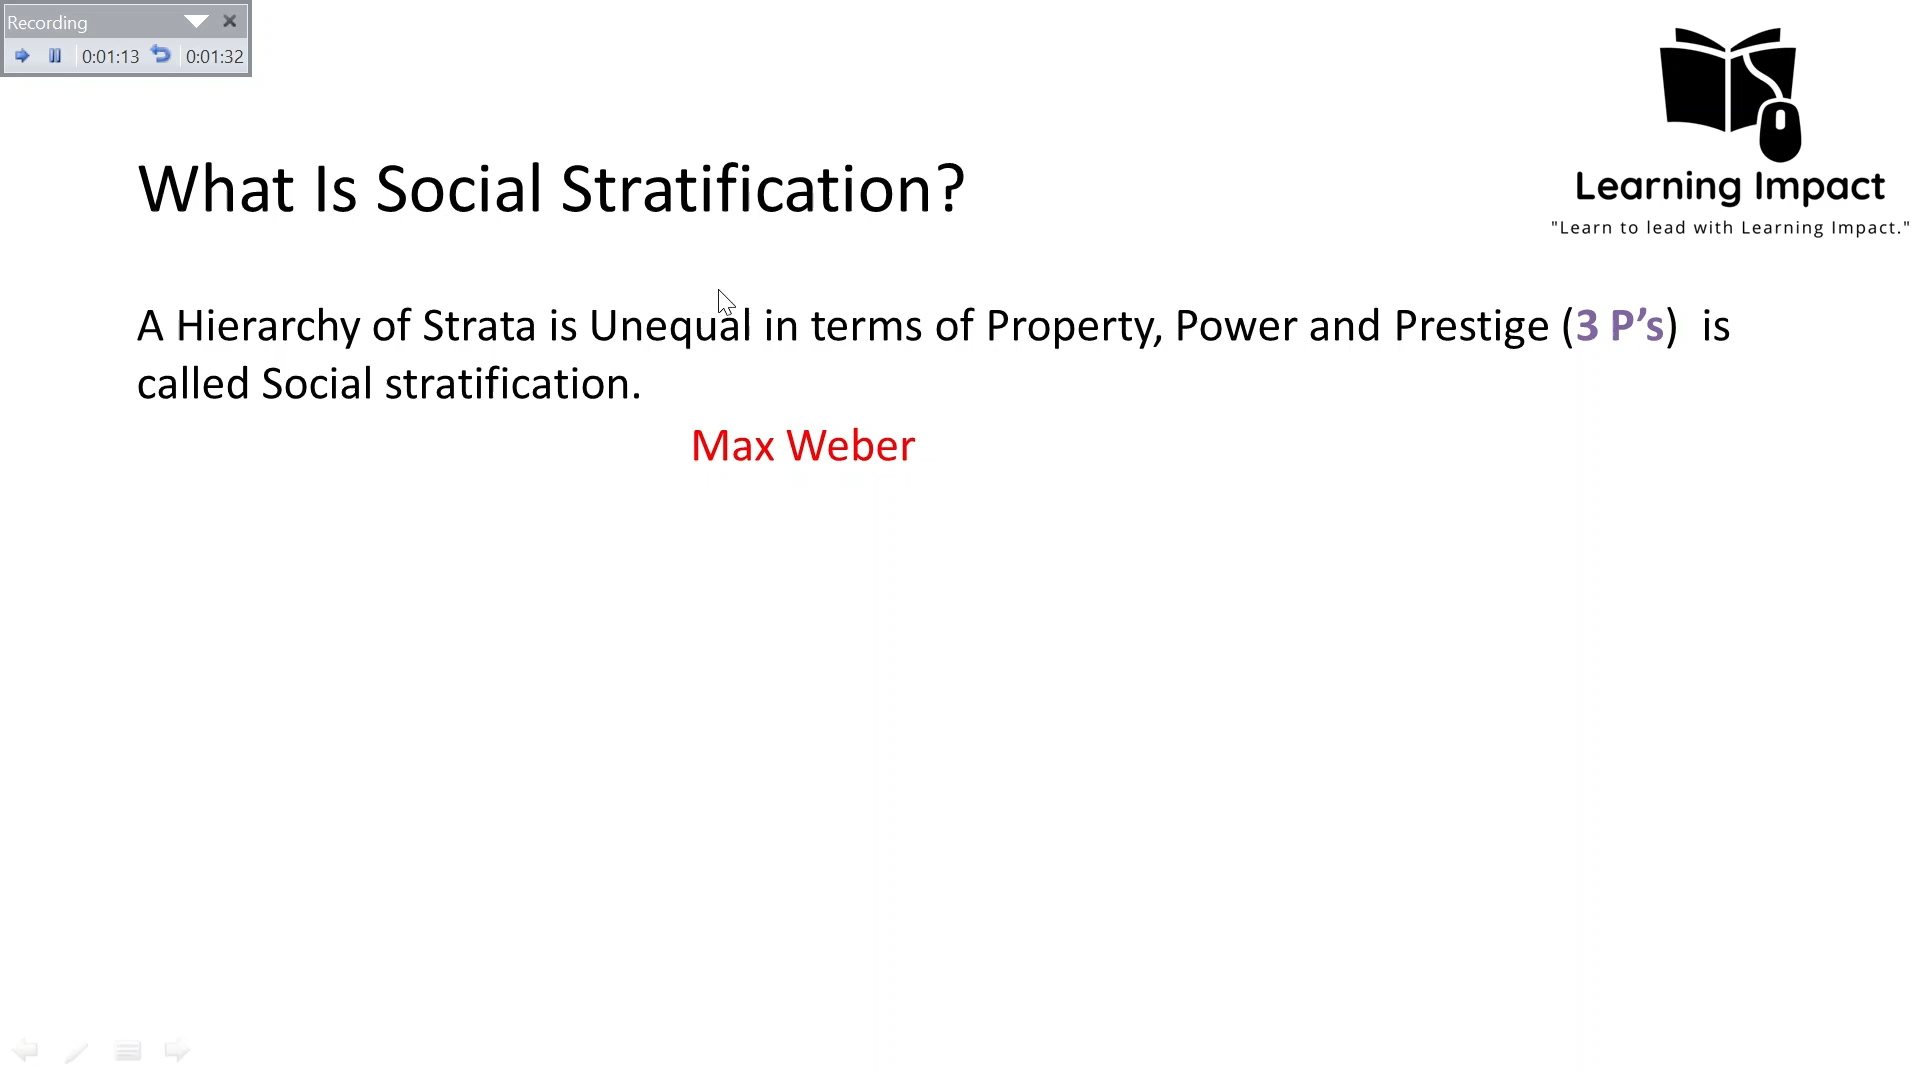 Recording
0:01:13 0:01:32
Learning Impact
"Learn to lead with Learning Impact."
What Is Social Stratification?
A Hierarchy of Strata is Unequal in terms of Property, Power and Prestige (3 P’s)  is
called Social stratification.
Max Weber